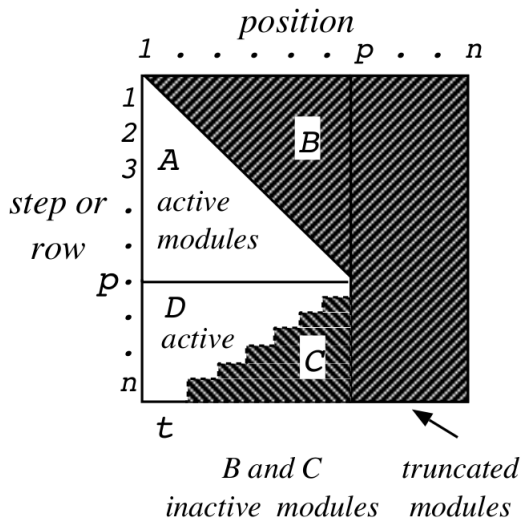 position
1 . . . . . . p . . n
1
2
3
step or
row
.
.
p.
.
.
n
A
active
modules
B
D
active
C
t
B and C
inactive modules
truncated
modules